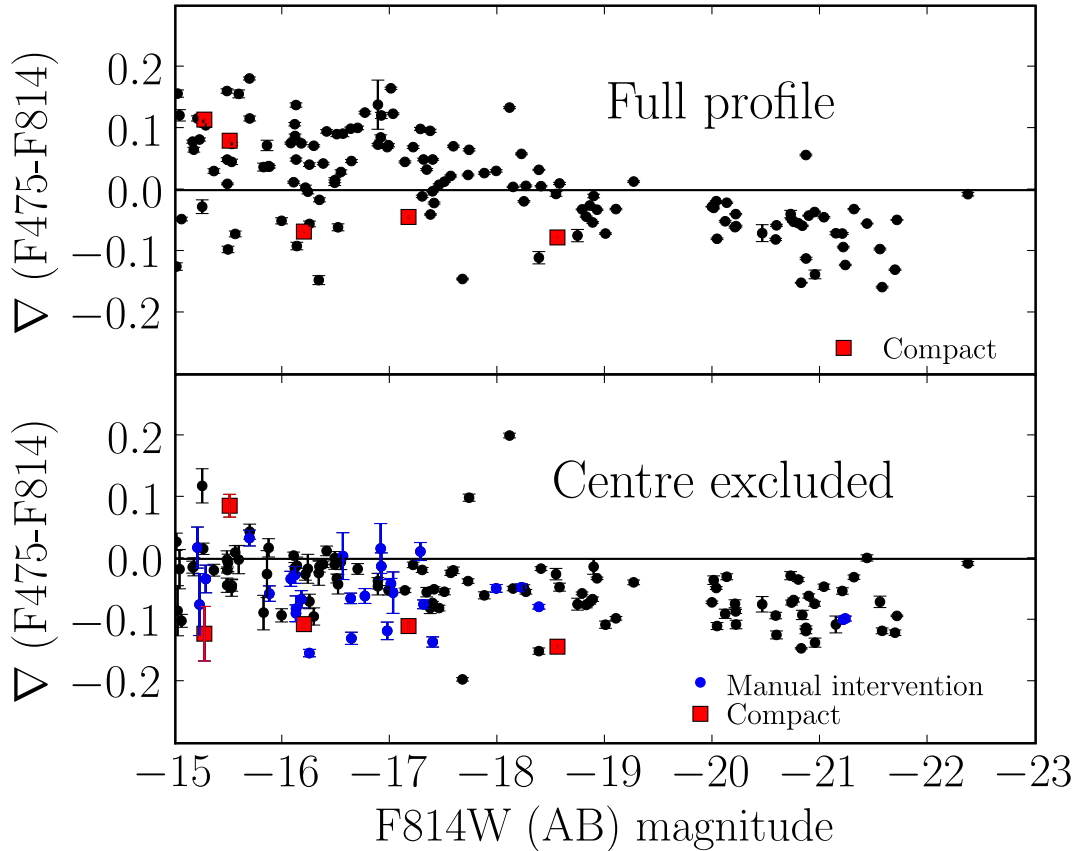 ∇ (F475-F814)
0.2
0.1
0.0
−0.1
−0.2
Full profile
Compact
∇ (F475-F814)
0.2
0.1
0.0
−0.1
−0.2
Centre excluded
Manual intervention
Compact
−15 −16 −17 −18 −19 −20 −21 −22 −23
F814W (AB) magnitude